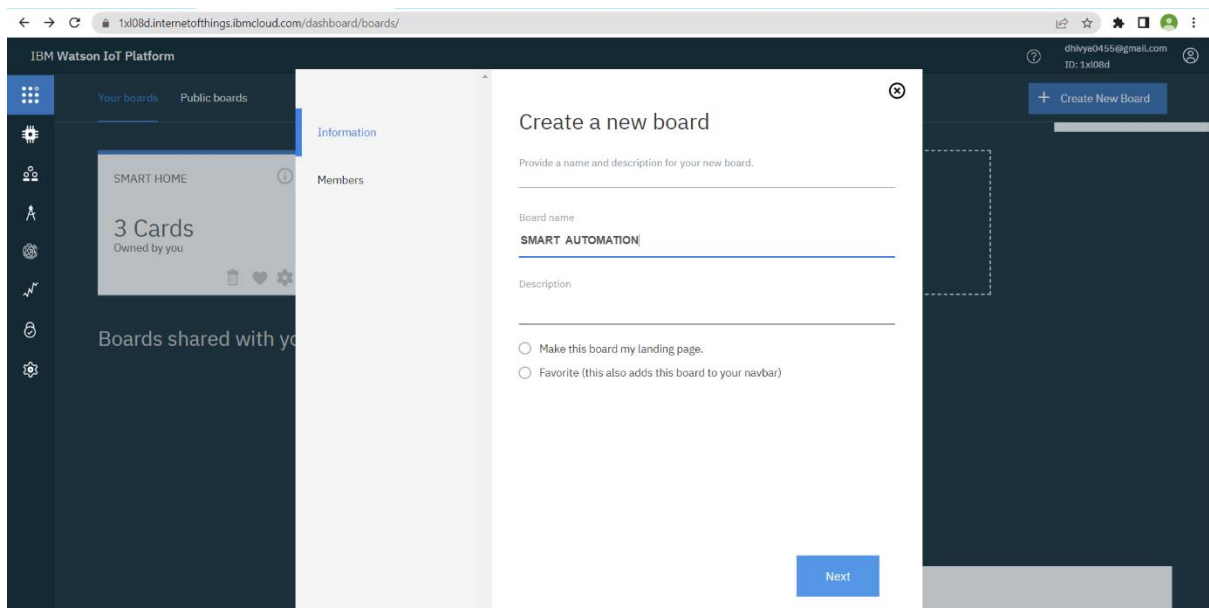 1xl08d.internetofthings.ibmcloud.com/dashboard/boards/
IBM Watson IoT Platform
dhivya0455@gmail.com
ID: 1xl08d
Your boards Public boards
+ Create New Board
SMART HOME
3 Cards
Owned by you
Boards shared with yo
Information
Members
Create a new board
Provide a name and description for your new board.
Board name
SMART AUTOMATION
Description
Make this board my landing page.
Favorite (this also adds this board to your navbar)
Next